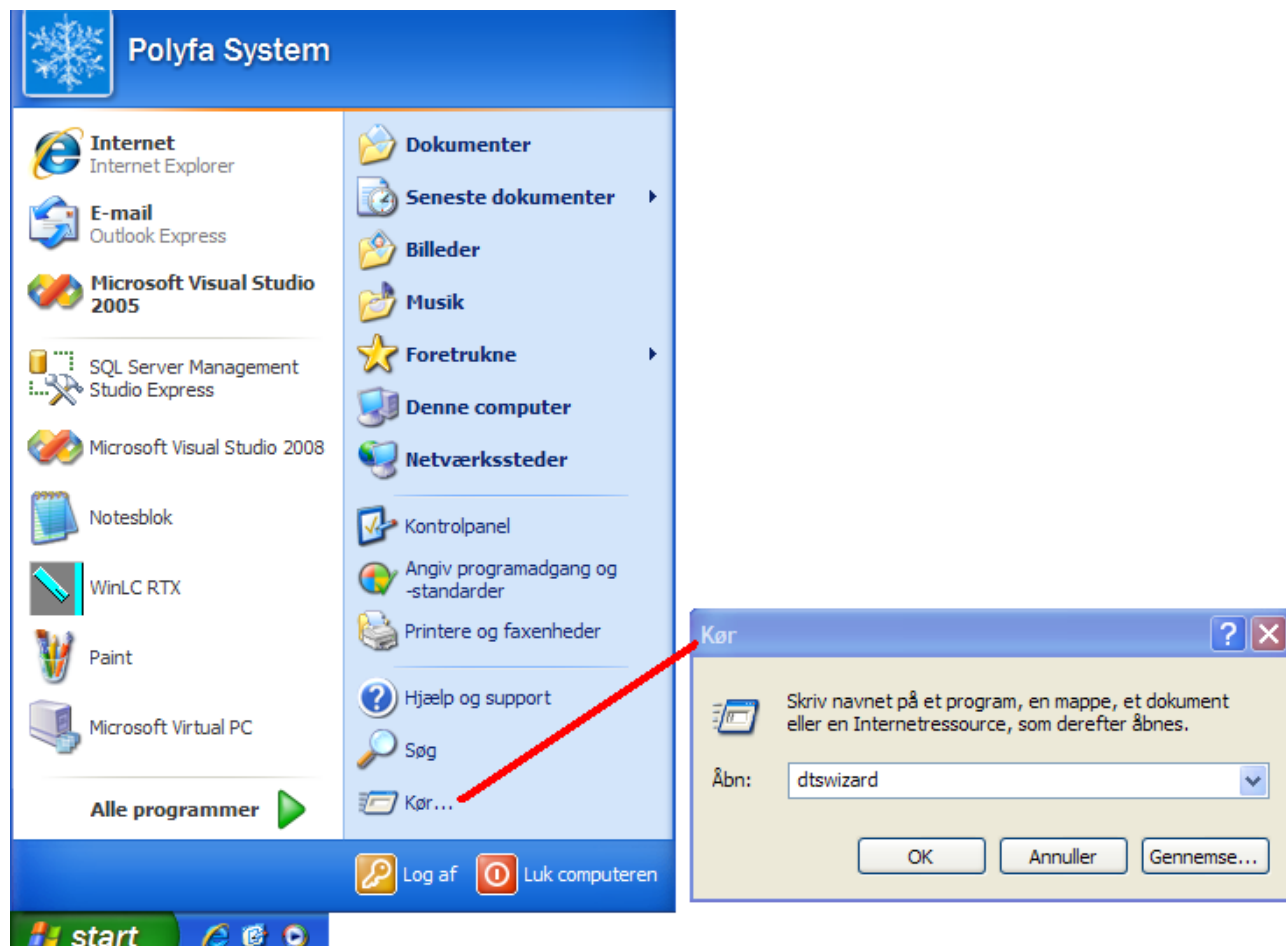 Polyfa System
Internet
Internet Explorer
E-mail
Outlook Express
Microsoft Visual Studio
2005
SQL Server Management
Studio Express
Microsoft Visual Studio 2008
Notesblok
WinLC RTX
Paint
Microsoft Virtual PC
Alle programmer
Dokumenter
Seneste dokumenter
Billeder
Musik
Foretrukne
Denne computer
Netværkssteder
Kontrolpanel
Angiv programadgang og
-standarder
Printere og faxenheder
Hjælp og support
Søg
Kør...
Log af
Luk computeren
start
Kør
Skriv navnet på et program, en mappe, et dokument
eller en Internetressource, som derefter åbnes.
Åbn:
dtswizard
OK
Annuller
Gennemse...